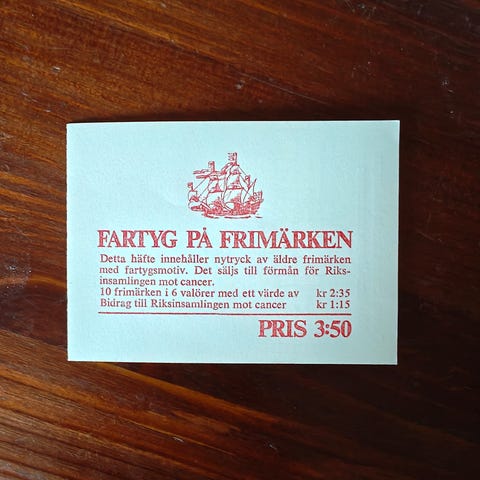 FARTYG PÅ FRIMÄRKEN
Detta häfte innehåller nytryck av äldre frimärken
med fartygsmotiv. Det säljs till förmån för Riks-
insamlingen mot cancer.
10 frimärken i 6 valörer med ett värde av kr 2:35
Bidrag till Riksinsamlingen mot cancer kr 1:15
PRIS 3:50